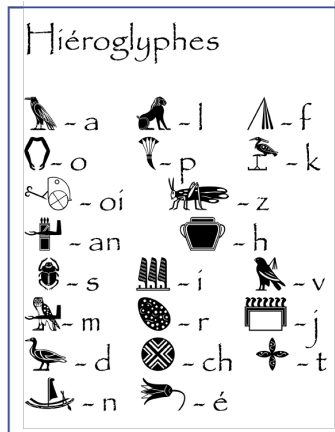 Hiéroglyphes
- a - l - f
- o - p - k
- oi - z
- an - h
- s - i - v
- m - r - j
- d - ch - t
- n - é